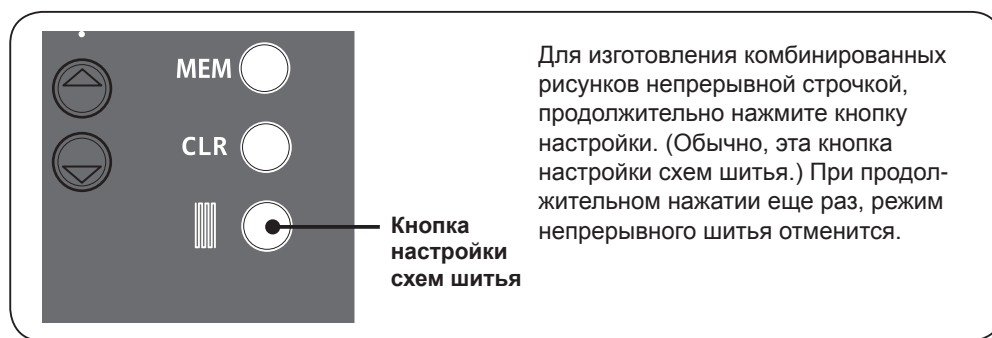 MEM
CLR
Кнопка
настройки
схем шитья
Для изготовления комбинированных
рисунков непрерывной строчкой,
продолжительно нажмите кнопку
настройки. (Обычно, эта кнопка
настройки схем шитья.) При продол-
жительном нажатии еще раз, режим
непрерывного шитья отменится.